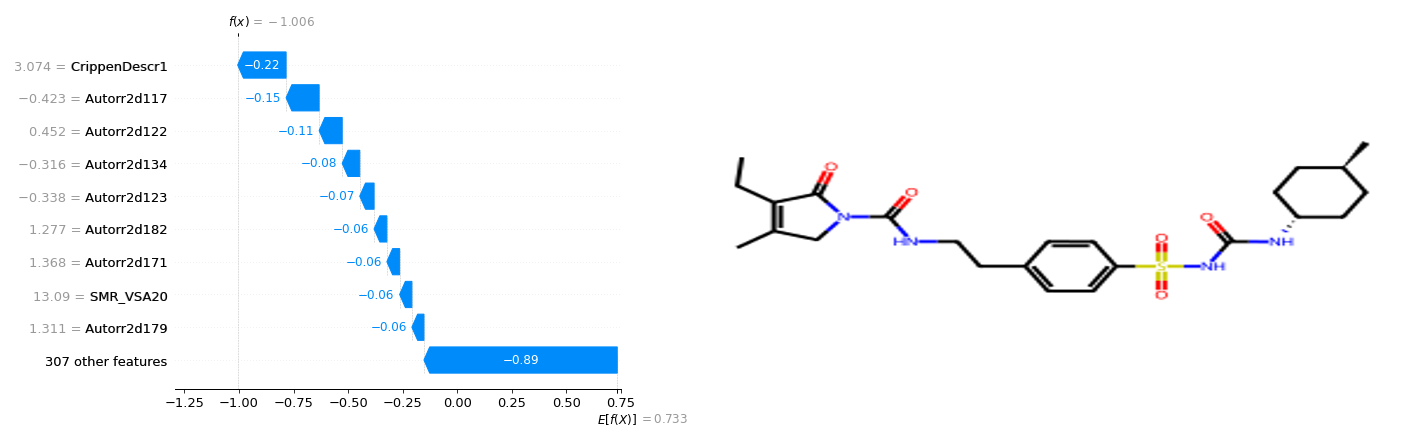 f(x) = −1.006
3.074 = CrippenDescr1
−0.22
−0.423 = Autorr2d117
−0.15
0.452 = Autorr2d122
−0.11
−0.316 = Autorr2d134
−0.08
−0.338 = Autorr2d123
−0.07
1.277 = Autorr2d182
−0.06
1.368 = Autorr2d171
−0.06
13.09 = SMR_VSA20
−0.06
1.311 = Autorr2d179
−0.06
307 other features
−0.89
−1.25 −1.00 −0.75 −0.50 −0.25 0.00 0.25 0.50 0.75
E[f(X)] = 0.733
O
N
O
HN
O
S
O
NH
O
NH